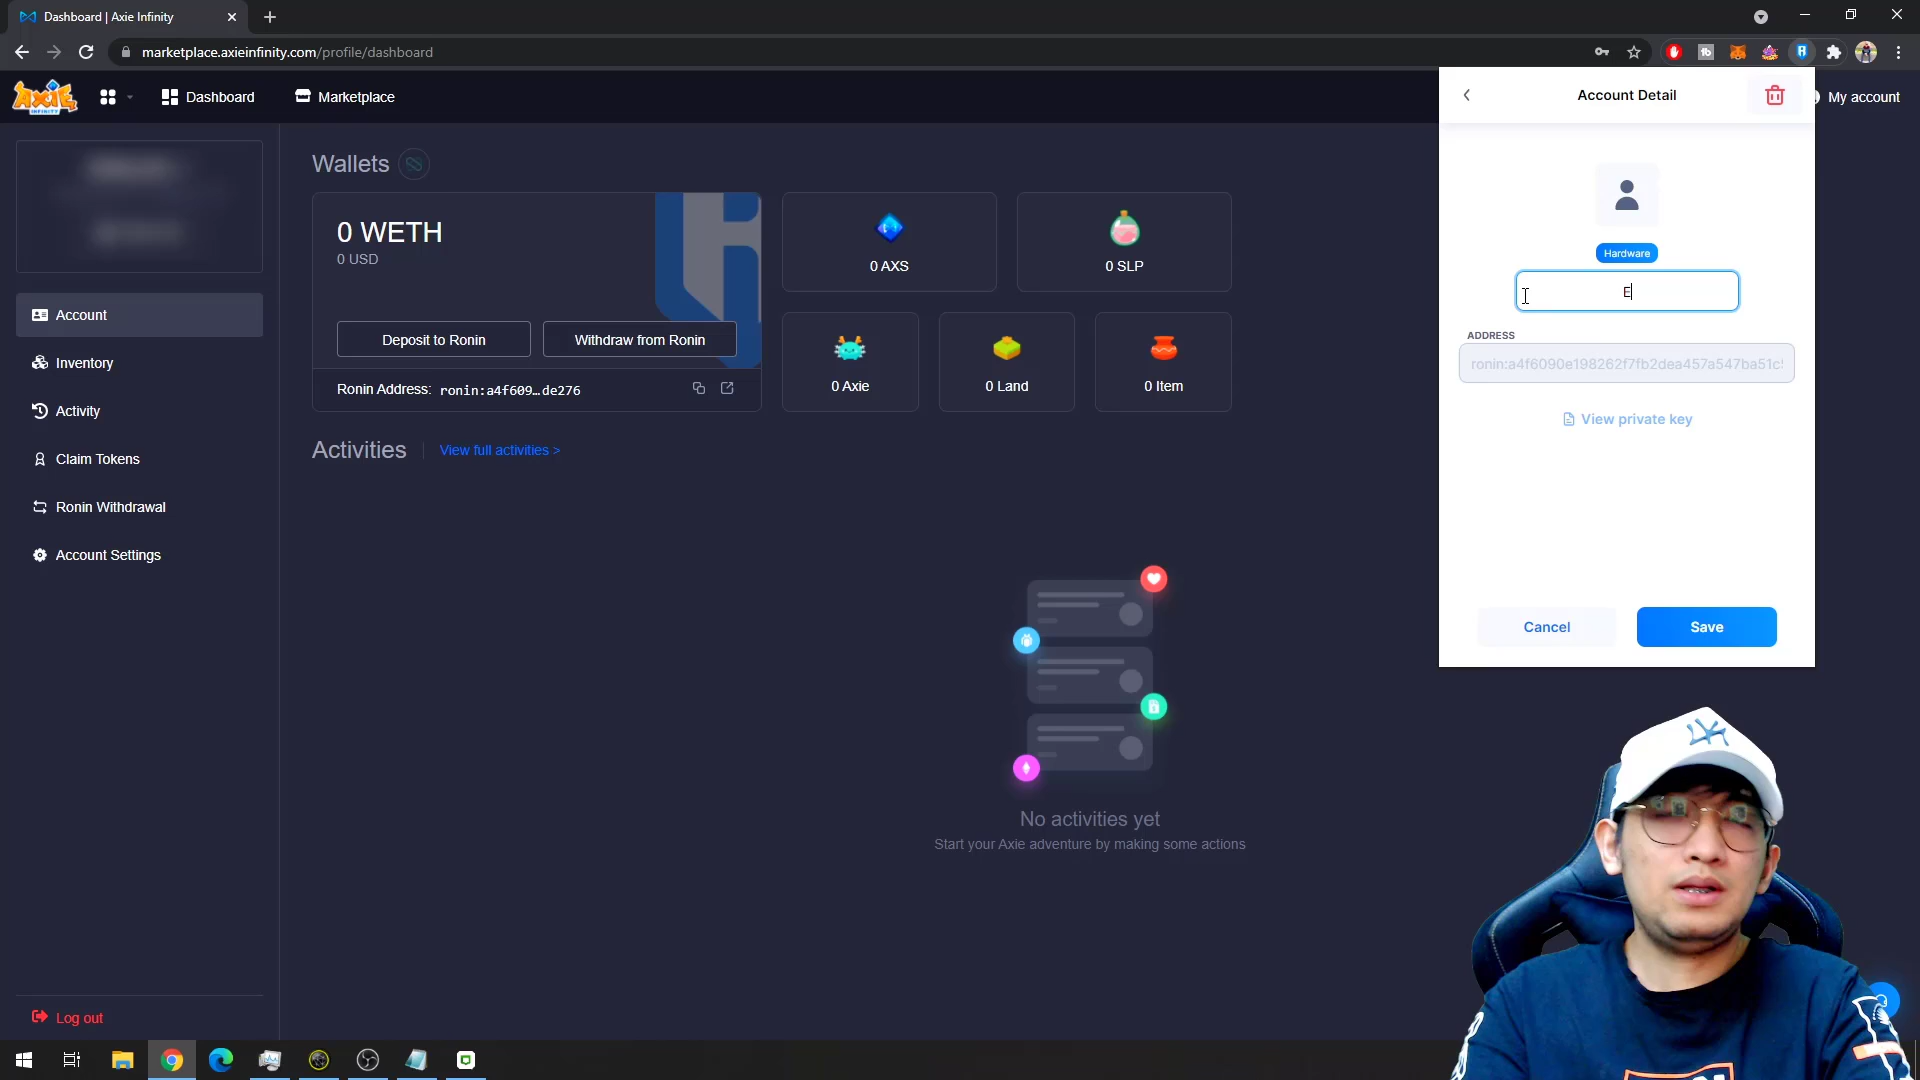 Dashboard | Axie Infinity
marketplace.axieinfinity.com/profile/dashboard
AXIE
INFINITY
Dashboard
Marketplace
My account
Account
Inventory
Activity
Claim Tokens
Ronin Withdrawal
Account Settings
Log out
Wallets
0 WETH
0 USD
Deposit to Ronin
Withdraw from Ronin
Ronin Address: ronin:a4f609...de276
0 AXS
0 SLP
0 Axie
0 Land
0 Item
Activities
View full activities >
No activities yet
Start your Axie adventure by making some actions
Account Detail
Hardware
E
ADDRESS
ronin:a4f6090e198262f7fb2dea457a547ba51c
View private key
Cancel
Save